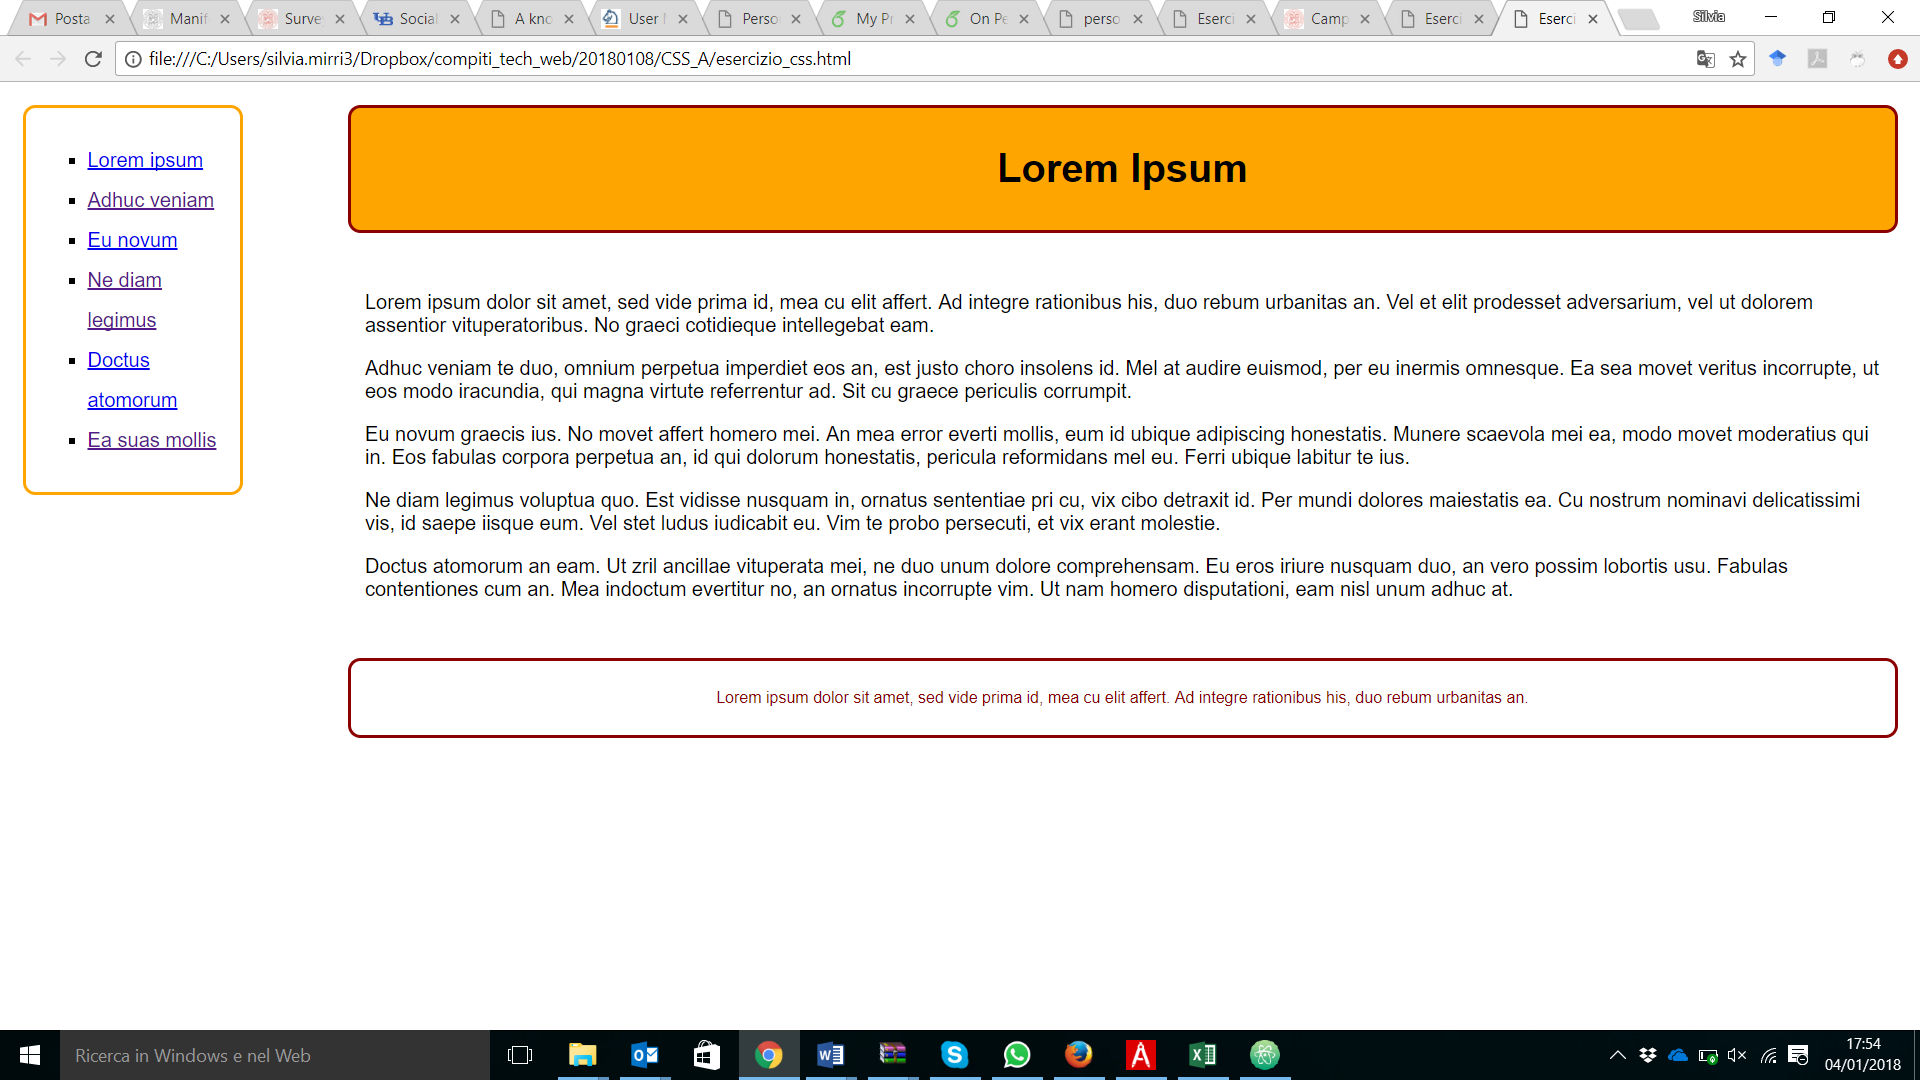 Posta
Manif
Surve
Social
A kno
User
Perso
My Pr
On Pe
perso
Eserci
Camp
Eserci
Eserci
Silvia
file:///C:/Users/silvia.mirri3/Dropbox/compiti_tech_web/20180108/CSS_A/esercizio_css.html
Lorem ipsum
Adhuc veniam
Eu novum
Ne diam
legimus
Doctus
atomorum
Ea suas mollis
Lorem Ipsum
Lorem ipsum dolor sit amet, sed vide prima id, mea cu elit affert. Ad integre rationibus his, duo rebum urbanitas an. Vel et elit prodesset adversarium, vel ut dolorem
assentior vituperatoribus. No graeci cotidieque intellegebat eam.
Adhuc veniam te duo, omnium perpetua imperdiet eos an, est justo choro insolens id. Mel at audire euismod, per eu inermis omnesque. Ea sea movet veritus incorrupte, ut
eos modo iracundia, qui magna virtute referrentur ad. Sit cu graece periculis corrumpit.
Eu novum graecis ius. No movet affert homero mei. An mea error everti mollis, eum id ubique adipiscing honestatis. Munere scaevola mei ea, modo movet moderatius qui
in. Eos fabulas corpora perpetua an, id qui dolorum honestatis, pericula reformidans mel eu. Ferri ubique labitur te ius.
Ne diam legimus voluptua quo. Est vidisse nusquam in, ornatus sententiae pri cu, vix cibo detraxit id. Per mundi dolores maiestatis ea. Cu nostrum nominavi delicatissimi
vis, id saepe iisque eum. Vel stet ludus iudicabit eu. Vim te probo persecuti, et vix erant molestie.
Doctus atomorum an eam. Ut zril ancillae vituperata mei, ne duo unum dolore comprehensam. Eu eros iriure nusquam duo, an vero possim lobortis usu. Fabulas
contentiones cum an. Mea indoctum evertitur no, an ornatus incorrupte vim. Ut nam homero disputationi, eam nisl unum adhuc at.
Lorem ipsum dolor sit amet, sed vide prima id, mea cu elit affert. Ad integre rationibus his, duo rebum urbanitas an.
Ricerca in Windows e nel Web
17:54
04/01/2018